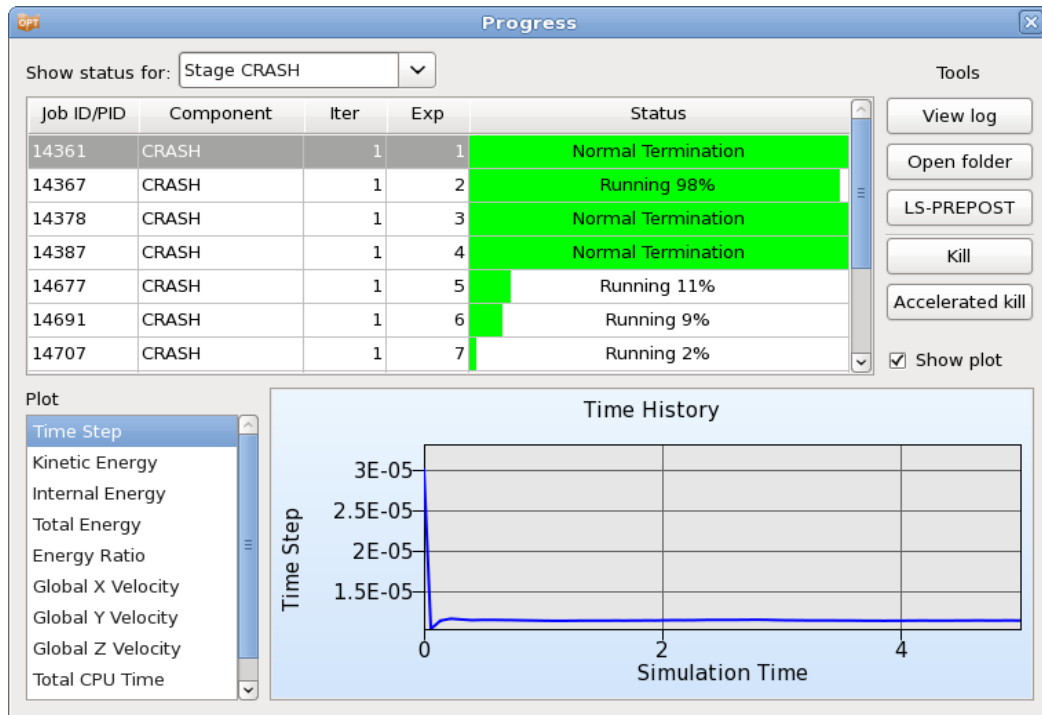 OPT
Progress
Show status for: Stage CRASH
Tools
Job ID/PID Component Iter Exp Status
14361 CRASH 1 1 Normal Termination
14367 CRASH 1 2 Running 98%
14378 CRASH 1 3 Normal Termination
14387 CRASH 1 4 Normal Termination
14677 CRASH 1 5 Running 11%
14691 CRASH 1 6 Running 9%
14707 CRASH 1 7 Running 2%
View log
Open folder
LS-PREPOST
Kill
Accelerated kill
Show plot
Plot
Time Step
Kinetic Energy
Internal Energy
Total Energy
Energy Ratio
Global X Velocity
Global Y Velocity
Global Z Velocity
Total CPU Time
Time History
Time Step
3E-05
2.5E-05
2E-05
1.5E-05
0 2 4
Simulation Time